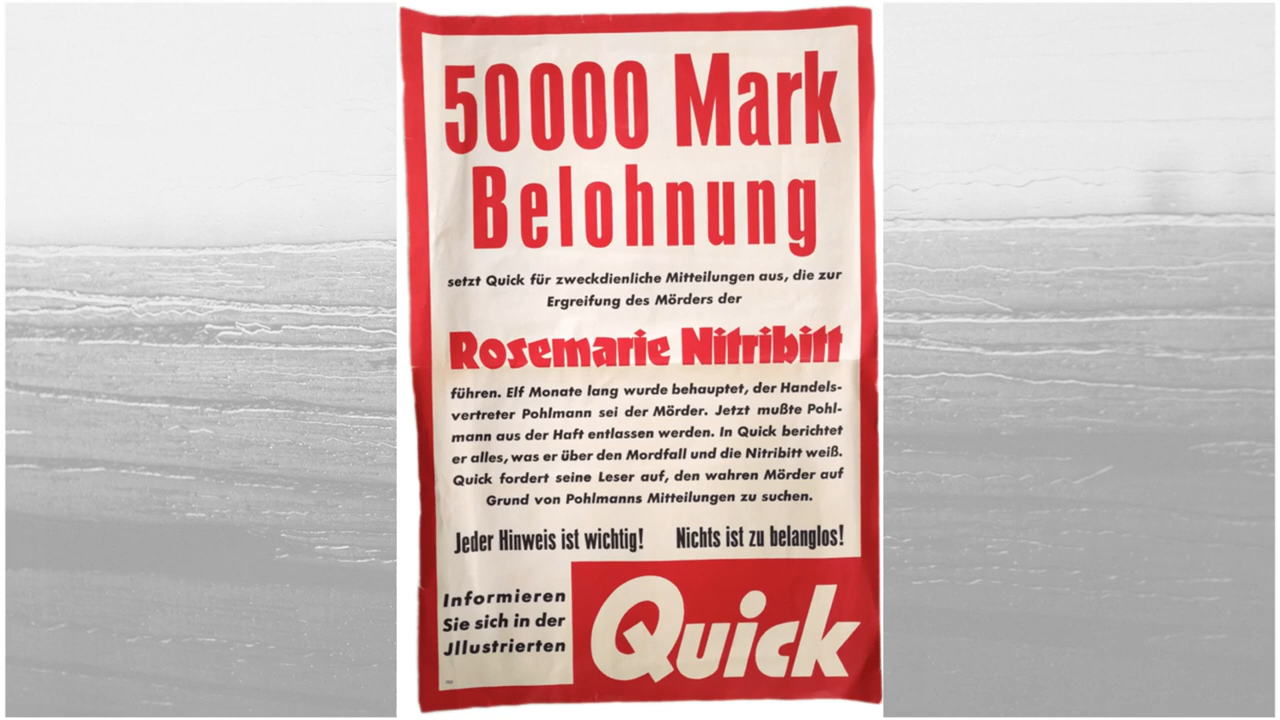 50000 Mark
Belohnung
setzt Quick für zweckdienliche Mitteilungen aus, die zur
Ergreifung des Mörders der
Rosemarie Nitribitt
führen. Elf Monate lang wurde behauptet, der Handels-
vertreter Pohlmann sei der Mörder. Jetzt mußte Pohl-
mann aus der Haft entlassen werden. In Quick berichtet
er alles, was er über den Mordfall und die Nitribitt weiß.
Quick fordert seine Leser auf, den wahren Mörder auf
Grund von Pohlmanns Mitteilungen zu suchen.
Jeder Hinweis ist wichtig! Nichts ist zu belanglos!
Informieren
Sie sich in der
Jllustrierten
Quick